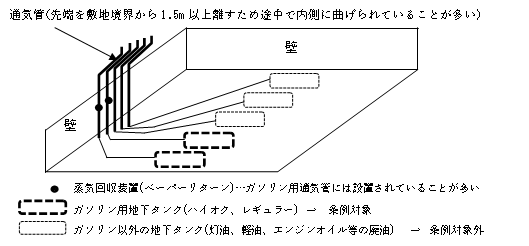 通気管(先端を敷地境界から1.5m以上離すため途中で内側に曲げられていることが多い)
壁
壁
蒸気回収装置(ベーパーリターン)…ガソリン用通気管には設置されていることが多い
ガソリン用地下タンク(ハイオク、レギュラー) → 条例対象
ガソリン以外の地下タンク(灯油、軽油、エンジンオイル等の廃油) → 条例対象外